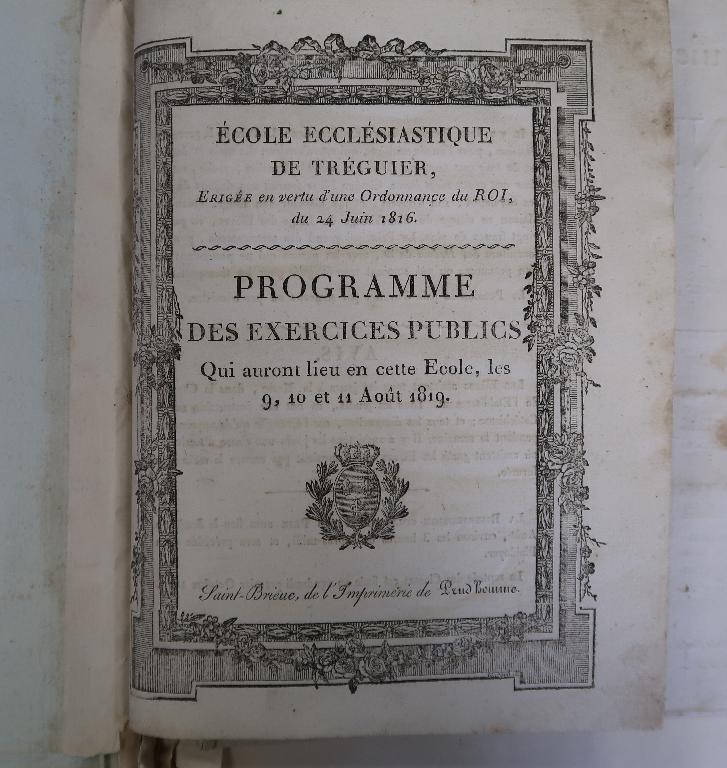 ÉCOLE ECCLÉSIASTIQUE
DE TRÉGUIER,
ERIGÉE en vertu d'une Ordonnance du ROI,
du 24 Juin 1816.
PROGRAMME
DES EXERCICES PUBLICS
Qui auront lieu en cette Ecole, les
9, 10 et 11 Août 1819.
Saint-Brieuc, de l'Imprimerie de Prud'homme.